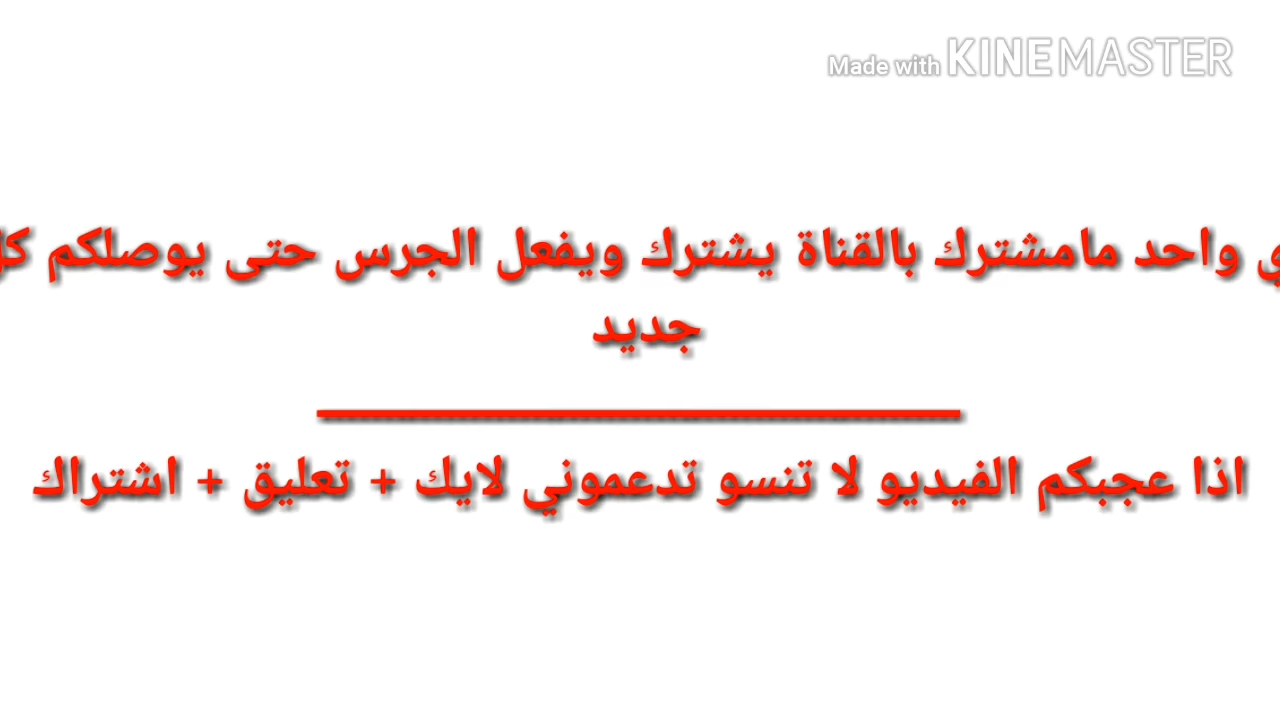 Made with KINEMASTER
واحد مامشترك بالقناة يشترك ويفعل الجرس حتى يوصلكم كل
جديد
اذا عجبكم الفيديو لا تنسو تدعموني لايك + تعليق + اشتراك